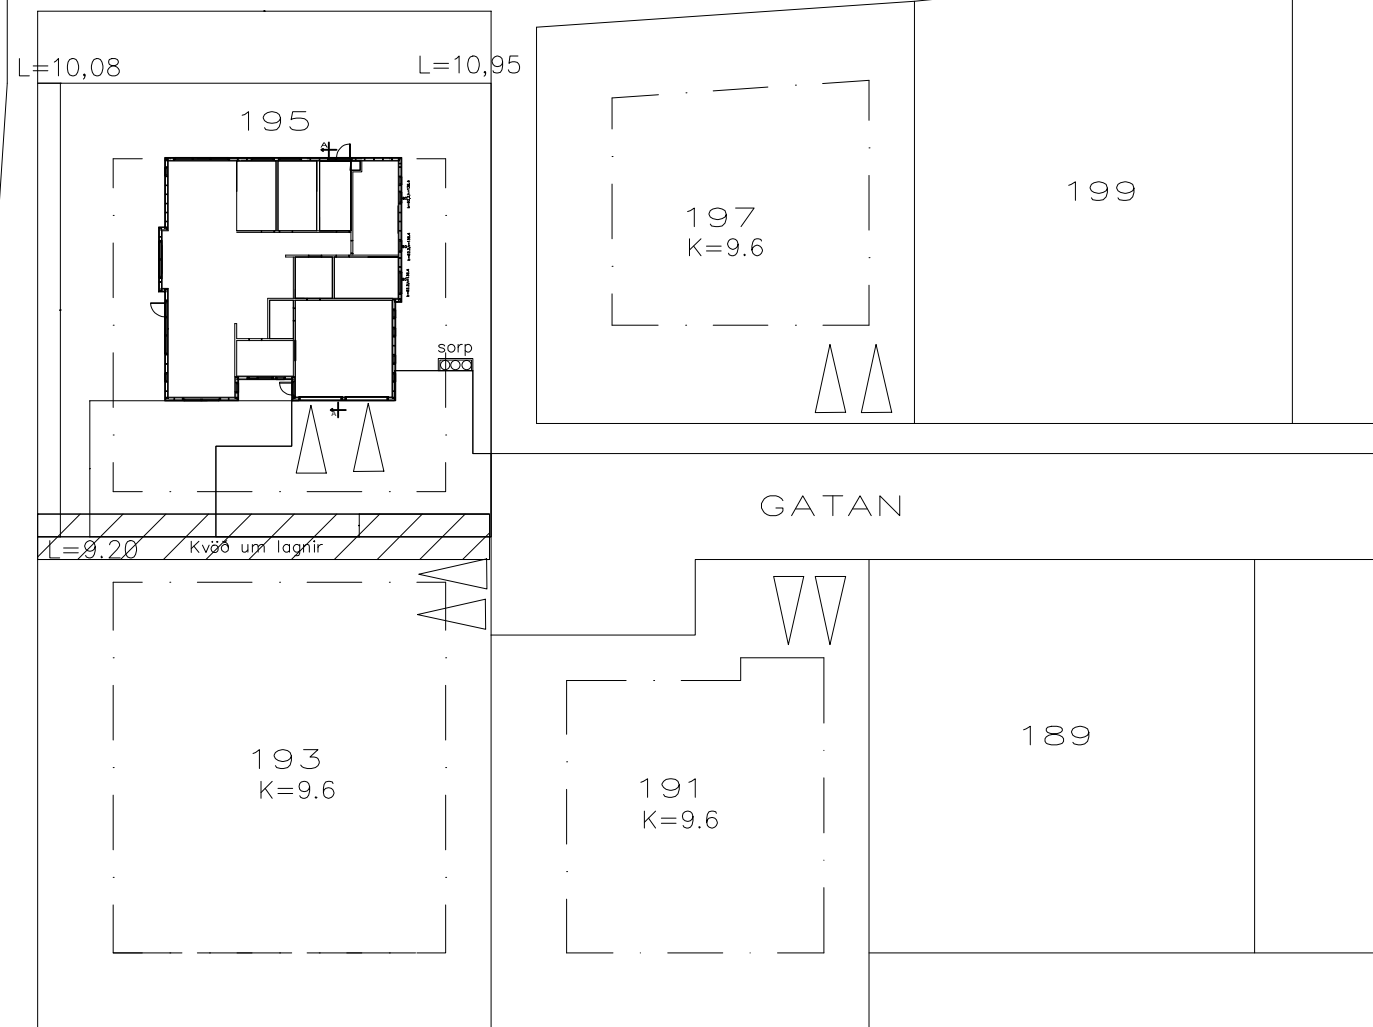 L=10,08
L=10,95
195
A
199
197
K=9.6
sorp
A
GATAN
L=9.20
Kvöð um lagnir
193
K=9.6
189
191
K=9.6